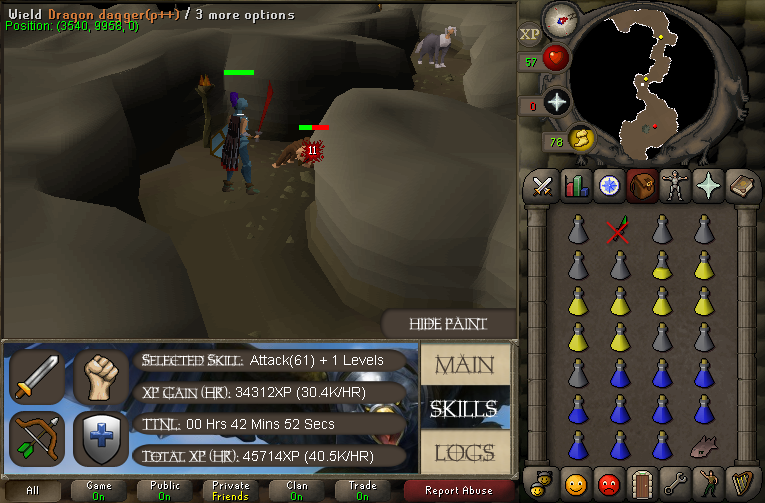 Wield Dragon dagger(p++) / 3 more options
Position: (3540, 9958, 0)
XP
57
0
78
11
HIDE PAINT
SELECTED SKILL: Attack(61) + 1 Levels
XP GAIN (HR): 34312XP (30.4K/HR)
TTNL: 00 Hrs 42 Mins 52 Secs
TOTAL XP (HR): 45714XP (40.5K/HR)
MAIN
SKILLS
LOGS
All
Game
On
Public
On
Private
Friends
Clan
On
Trade
On
Report Abuse